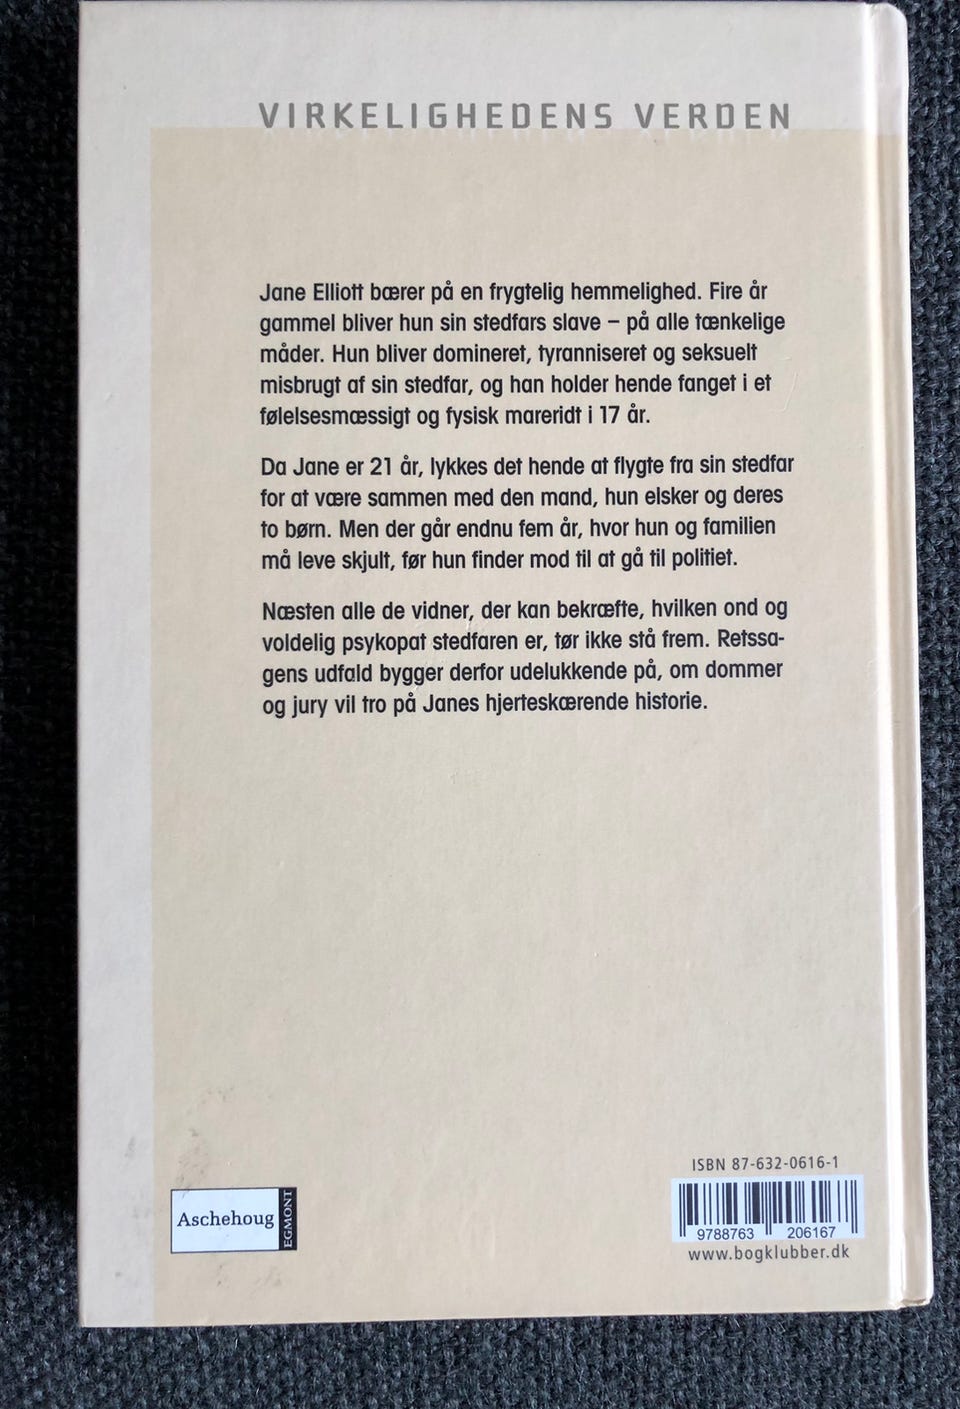 VIRKELIGHEDENS VERDEN
Jane Elliott bærer på en frygtelig hemmelighed. Fire år
gammel bliver hun sin stedfars slave – på alle tænkelige
måder. Hun bliver domineret, tyranniseret og seksuelt
misbrugt af sin stedfar, og han holder hende fanget i et
følelsesmæssigt og fysisk mareridt i 17 år.
Da Jane er 21 år, lykkes det hende at flygte fra sin stedfar
for at være sammen med den mand, hun elsker og deres
to børn. Men der går endnu fem år, hvor hun og familien
må leve skjult, før hun finder mod til at gå til politiet.
Næsten alle de vidner, der kan bekræfte, hvilken ond og
voldelig psykopat stedfaren er, tør ikke stå frem. Retssa-
gens udfald bygger derfor udelukkende på, om dommer
og jury vil tro på Janes hjerteskærende historie.
Aschehoug
EGMONT
ISBN 87-632-0616-1
9788763 206167
www.bogklubber.dk